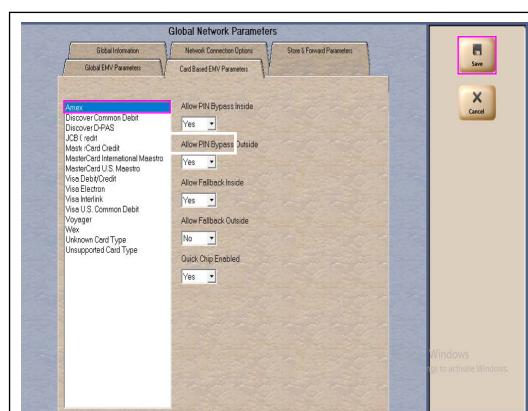 Global Network Parameters
Global Information
Network Connection Options
Store & Forward Parameters
Global EMV Parameters
Card Based EMV Parameters
Amex
Discover Common Debit
Discover D-PAS
JCB Credit
MasterCard Credit
MasterCard International Maestro
MasterCard U.S. Maestro
Visa Debit/Credit
Visa Electron
Visa Interlink
Visa U.S. Common Debit
Voyager
Wex
Unknown Card Type
Unsupported Card Type
Allow PIN Bypass Inside
Yes
Allow PIN Bypass Outside
Yes
Allow Fallback Inside
Yes
Allow Fallback Outside
No
Quick Chip Enabled
Yes
Save
Cancel
Windows
to activate Windows.